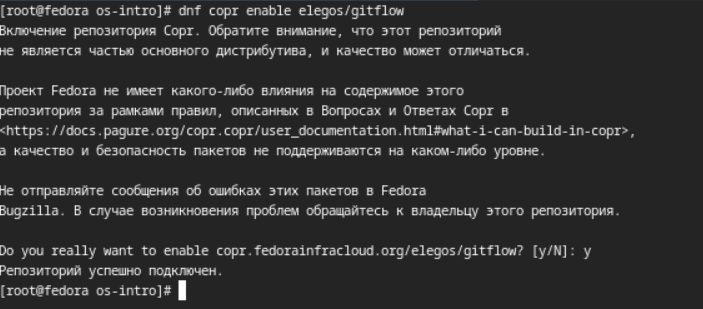 [root@fedora os-intro]# dnf copr enable elegos/gitflow
Включение репозитория Copr. Обратите внимание, что этот репозиторий
не является частью основного дистрибутива, и качество может отличаться.
Проект Fedora не имеет какого-либо влияния на содержимое этого
репозитория за рамками правил, описанных в Вопросах и Ответах Copr в
<https://docs.pagure.org/copr.copr/user_documentation.html#what-i-can-build-in-copr>,
а качество и безопасность пакетов не поддерживаются на каком-либо уровне.
Не отправляйте сообщения об ошибках этих пакетов в Fedora
Bugzilla. В случае возникновения проблем обращайтесь к владельцу этого репозитория.
Do you really want to enable copr.fedorainfracloud.org/elegos/gitflow? [y/N]: y
Репозиторий успешно подключен.
[root@fedora os-intro]#